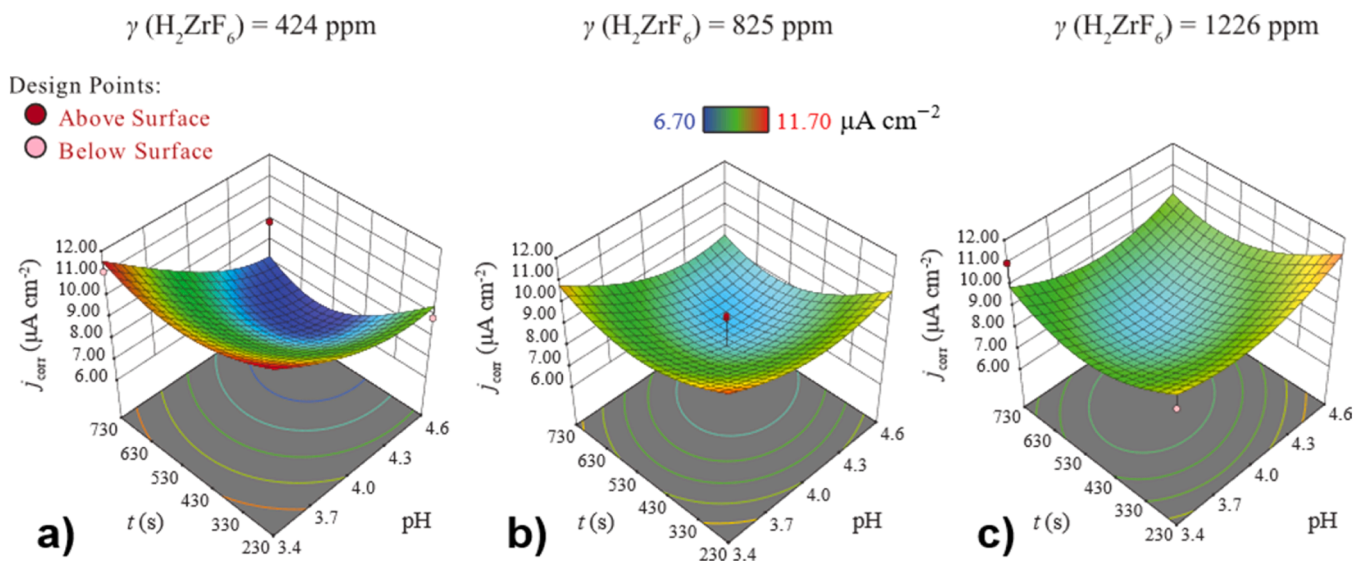 γ (H₂ZrF₆) = 424 ppm
γ (H₂ZrF₆) = 825 ppm
γ (H₂ZrF₆) = 1226 ppm
Design Points:
Above Surface
Below Surface
6.70 11.70 μA cm⁻²
12.00
11.00
10.00
9.00
8.00
7.00
6.00
j_corr (μA cm⁻²)
730
630
530
430
330
230
t (s)
3.4
3.7
4.0
4.3
4.6
pH
a)
12.00
11.00
10.00
9.00
8.00
7.00
6.00
j_corr (μA cm⁻²)
730
630
530
430
330
230
t (s)
3.4
3.7
4.0
4.3
4.6
pH
b)
12.00
11.00
10.00
9.00
8.00
7.00
6.00
j_corr (μA cm⁻²)
730
630
530
430
330
230
t (s)
3.4
3.7
4.0
4.3
4.6
pH
c)